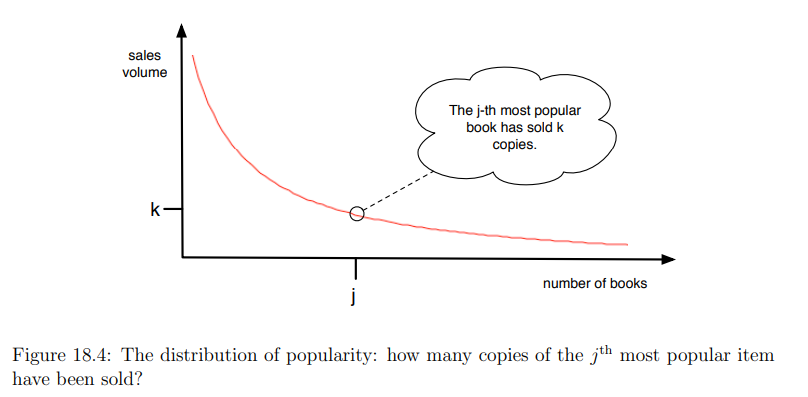 sales
volume
The j-th most popular
book has sold k
copies.
k
j
number of books
Figure 18.4: The distribution of popularity: how many copies of the jth most popular item
have been sold?